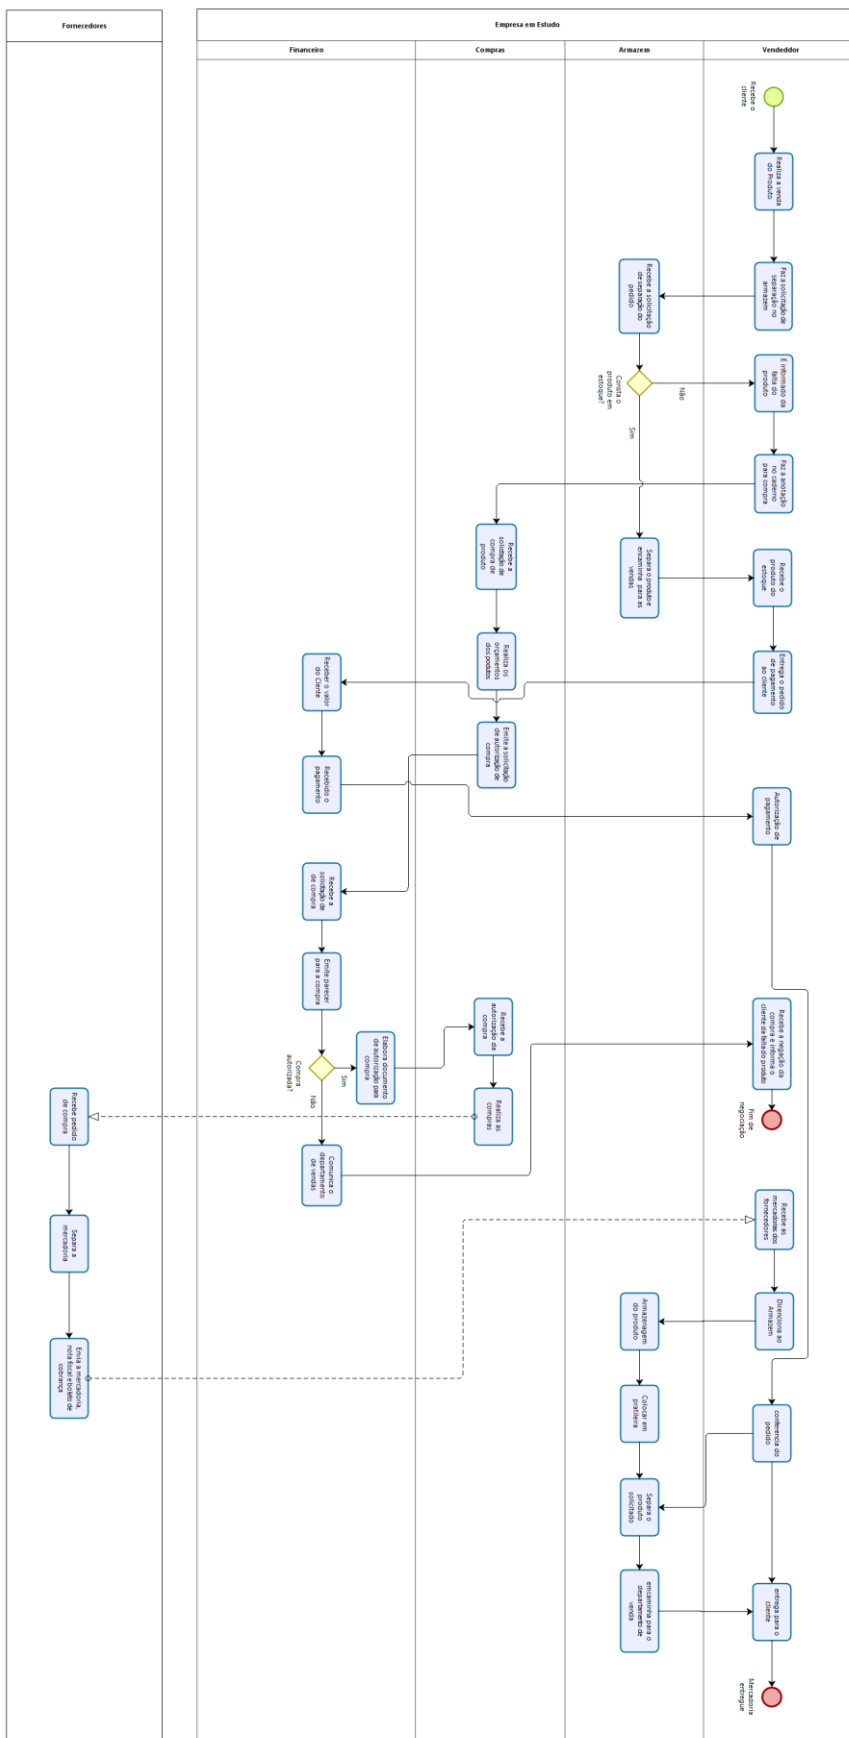 Fornecedores
Empresa em Estudo
Financeiro
Compras
Armazem
Vendeddor
Recebe o
cliente
Realiza a venda
do Produto
Faz a solicitação de
separação no
armazem
Recebe a solicitação
de separação do
pedido
Consta o
produto em
estoque?
Não
Sim
É informado da
falta do
produto
Faz a anotação
no caderno
para compra
Recebe a
solicitação de
compra de
produto
Separa o produto e
encaminha para as
vendas
Recebe o
produto do
estoque
Realiza os
orçamentos
dos podutos
Entrega o pedido
de pagamento
ao cliente
Receber o valor
do Cliente
Emite a solicitação
de autorização de
compra
Recebido o
pagamento
Autorização de
pagamento
Recebe a
solicitação de
de compra
Emite parecer
para a compra
Compra
autorizada?
Sim
Não
Elabora documento
de autorização para
compra
Recebe a
autorização da
compra
Realiza as
compras
Recebe a negação da
compra e informa o
cliente da falta do produto
Fim de
negociação
Comunica o
departamento
de vendas
Recebe pedido
de compra
Separa a
mercadoria
Envia a mercadoria,
nota fiscal e boleto de
cobrança
Recebe as
mercadorias dos
fornecedores
Direnciona ao
Armazem
Armazenagem
do produto
Colocar em
pratileira
conferencia do
pedido
Separa o
produto
solicitado
emcaminha para o
departamento de
venda
entrega para o
cliente
Mercadoria
entregue